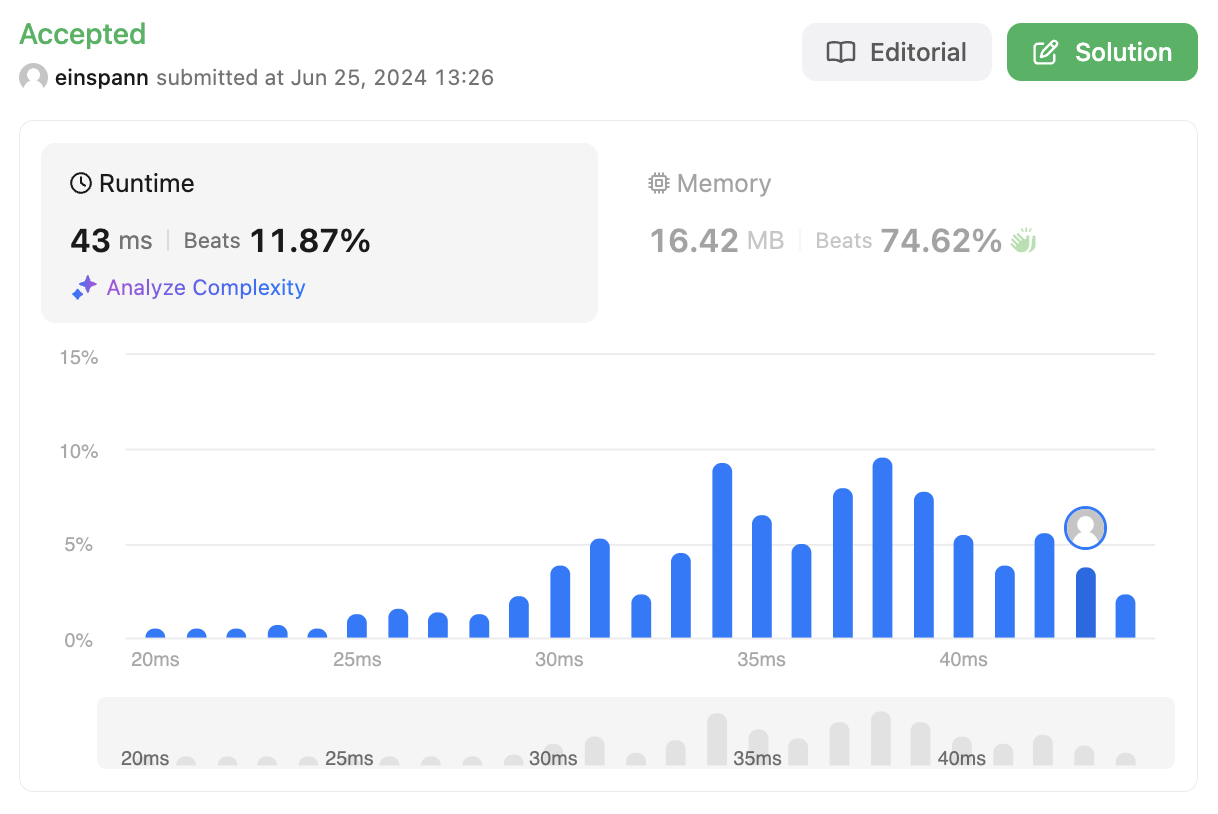 Accepted
Editorial
Solution
einspann submitted at Jun 25, 2024 13:26
Runtime
Memory
43 ms Beats 11.87%
16.42 MB Beats 74.62%
Analyze Complexity
15%
10%
5%
0%
20ms 25ms 30ms 35ms 40ms
20ms 25ms 30ms 35ms 40ms